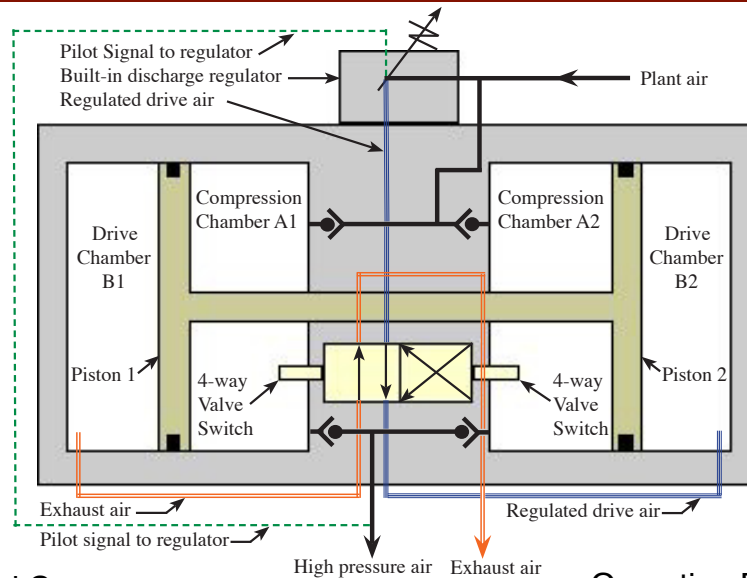 Pilot Signal to regulator
Built-in discharge regulator
Regulated drive air
Plant air
Compression
Chamber A1
Compression
Chamber A2
Drive
Chamber
B1
Drive
Chamber
B2
Piston 1
4-way
Valve
Switch
4-way
Valve
Switch
Piston 2
Exhaust air
Regulated drive air
Pilot signal to regulator
High pressure air
Exhaust air